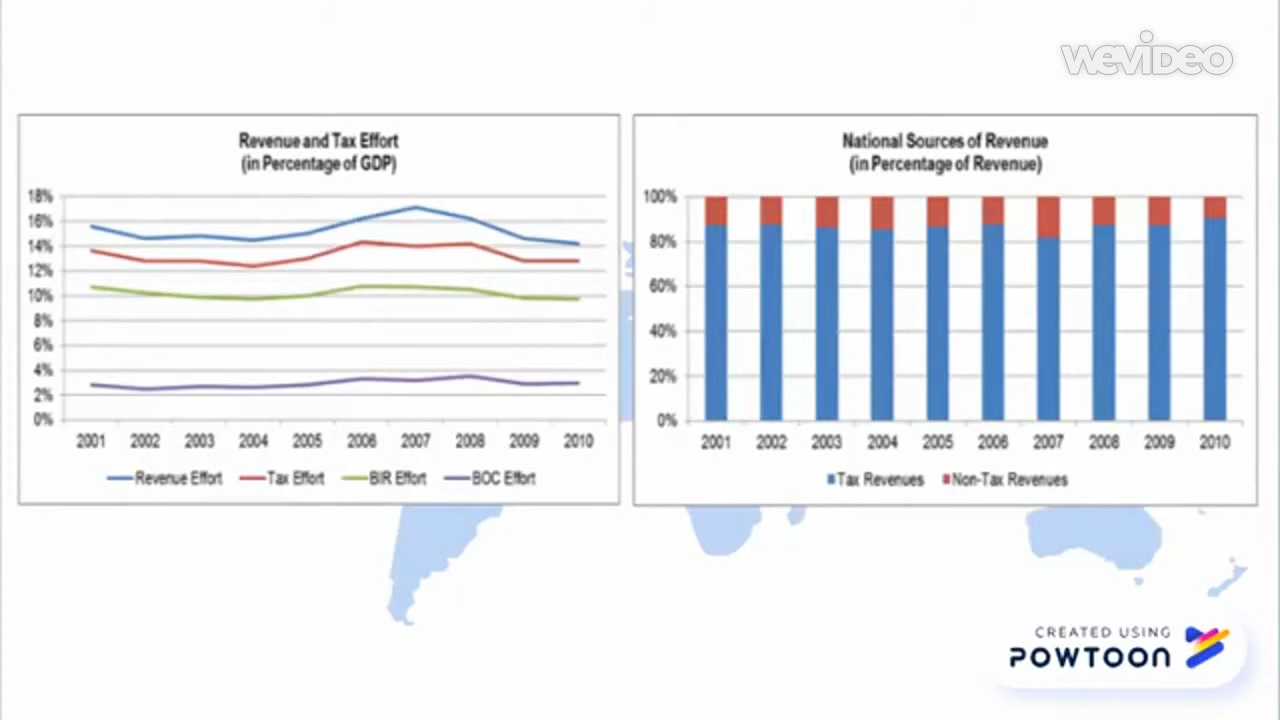 WEVIDEO
Revenue and Tax Effort
(in Percentage of GDP)
18%
16%
14%
12%
10%
8%
6%
4%
2%
0%
2001 2002 2003 2004 2005 2006 2007 2008 2009 2010
Revenue Effort Tax Effort BIR Effort BOC Effort
National Sources of Revenue
(in Percentage of Revenue)
100%
80%
60%
40%
20%
0%
2001 2002 2003 2004 2005 2006 2007 2008 2009 2010
Tax Revenues Non-Tax Revenues
CREATED USING
POWTOON